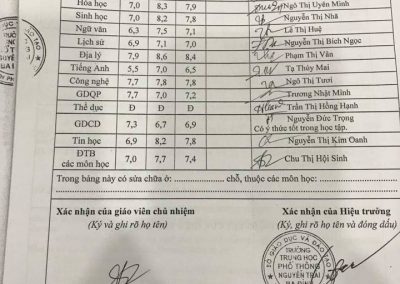 Hóa học 7,0 8,3 7,9 Ngô Thị Uyên Minh
Sinh học 7,8 7,8 Nguyễn Thị Nhã
Ngữ văn 6,3 7,5 7,1 Lê Thị Huệ
Lịch sử 6,9 7,1 7,0 Nguyễn Thị Bích Ngọc
Địa lý 7,9 8,6 8,4 Phạm Thị Vân
Tiếng Anh 5,5 7,0 6,5 Tạ Thúy Mai
Công nghệ 7,7 7,8 7,8 Ngô Thị Tươi
GDQP 7,7 7,7 7,7 Trương Nhật Minh
Thể dục Đ Đ Đ Trần Thị Hồng Hạnh
GDCD 7,3 6,7 6,9 Nguyễn Đức Trọng
Có ý thức tốt trong học tập.
Tin học 6,9 8,2 7,8 Nguyễn Thị Kim Oanh
ĐTB
các môn học 7,0 7,7 7,4 Chu Thị Hội Sinh
Trong bảng này có sửa chữa ở: chỗ, thuộc các môn học:
Xác nhận của giáo viên chủ nhiệm
(Ký và ghi rõ họ tên)
Xác nhận của Hiệu trưởng
(Ký, ghi rõ họ tên và đóng dấu)
SỞ GIÁO DỤC VÀ ĐÀO TẠO
TRƯỜNG
TRUNG HỌC
PHỔ THÔNG
NGUYỄN TRÃI
BA ĐÌNH